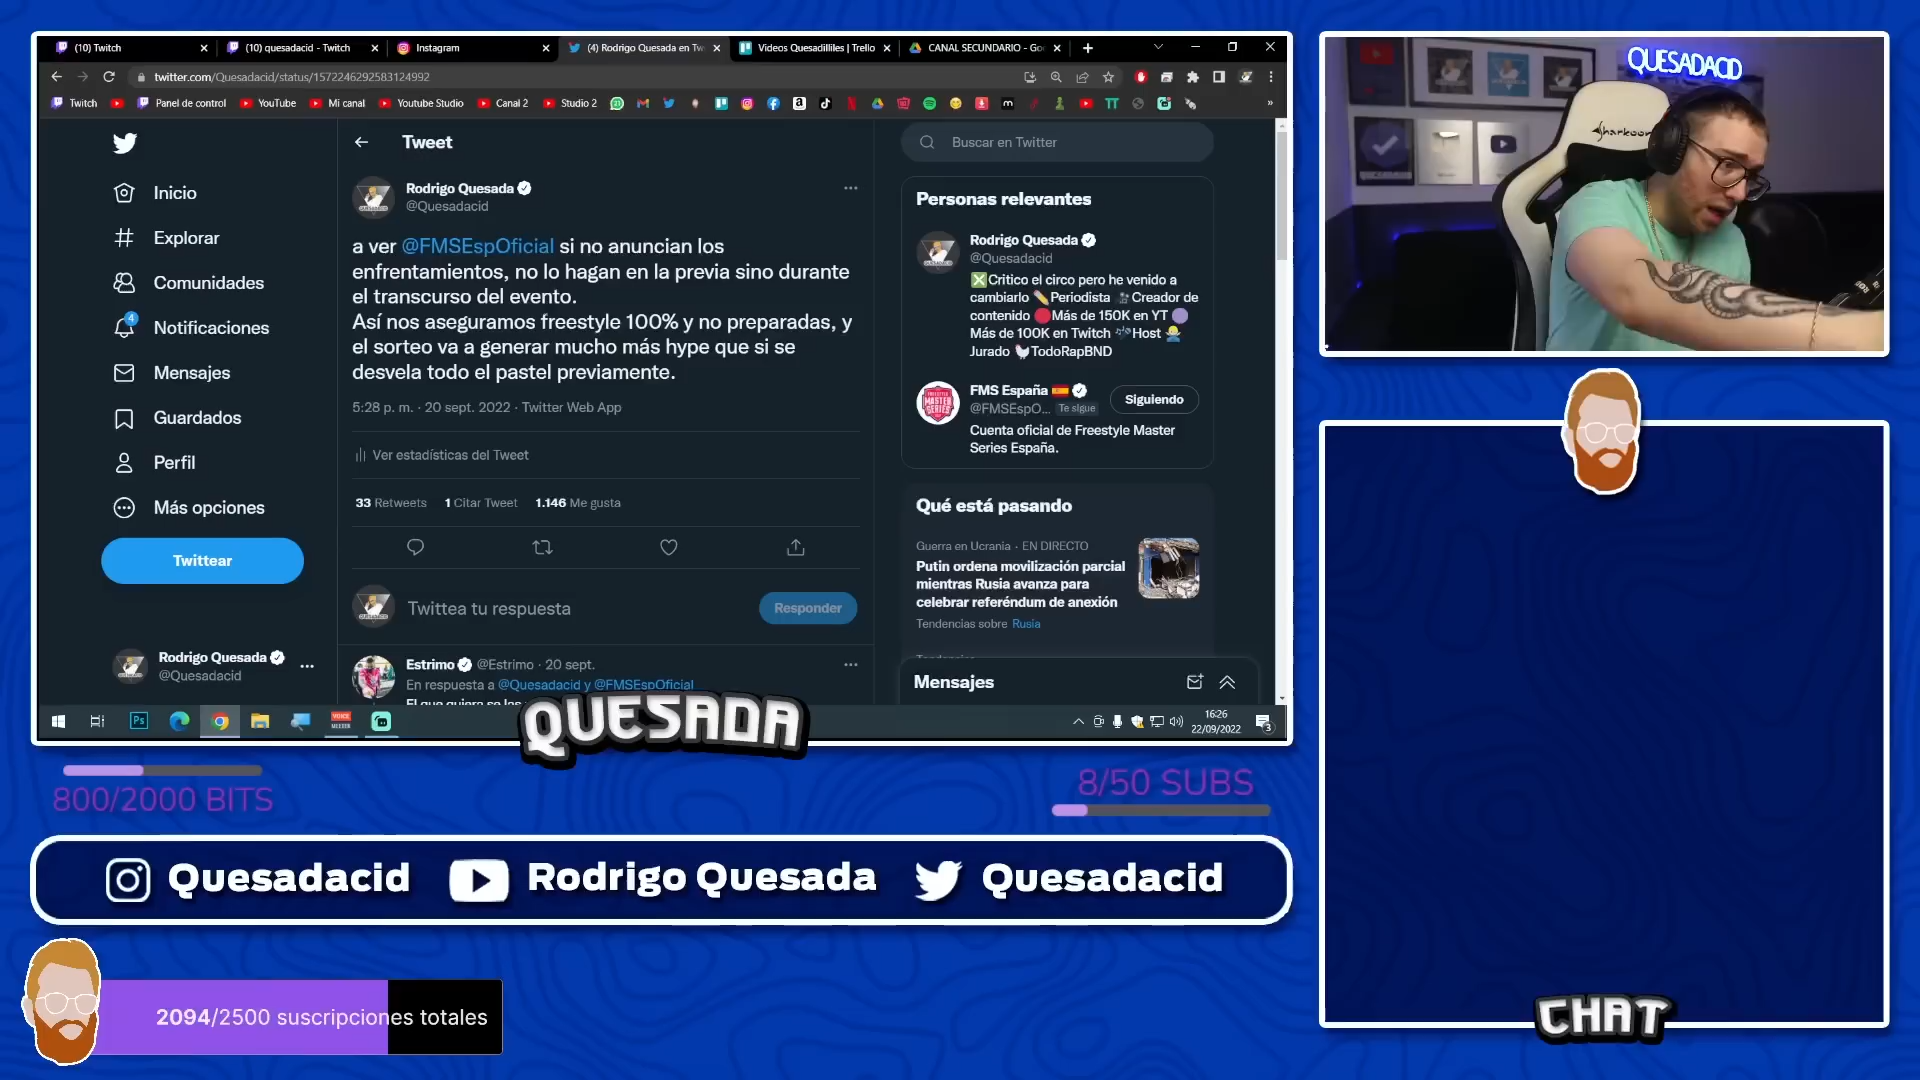 (10) Twitch
(10) quesadacid - Twitch
Instagram
(4) Rodrigo Quesada en Tw
Videos Quesadilliles | Trello
CANAL SECUNDARIO - Go
twitter.com/Quesadacid/status/1572246292583124992
Twitch
Panel de control
YouTube
Mi canal
Youtube Studio
Canal 2
Studio 2
Inicio
Explorar
Comunidades
4
Notificaciones
Mensajes
Guardados
Perfil
Más opciones
Twittear
Rodrigo Quesada
@Quesadacid
Tweet
Rodrigo Quesada
@Quesadacid
a ver @FMSEspOficial si no anuncian los
enfrentamientos, no lo hagan en la previa sino durante
el transcurso del evento.
Así nos aseguramos freestyle 100% y no preparadas, y
el sorteo va a generar mucho más hype que si se
desvela todo el pastel previamente.
5:28 p. m. · 20 sept. 2022 · Twitter Web App
Ver estadísticas del Tweet
33 Retweets 1 Citar Tweet 1.146 Me gusta
Twittea tu respuesta
Responder
Estrimo @Estrimo · 20 sept.
En respuesta a @Quesadacid y @FMSEspOficial
Buscar en Twitter
Personas relevantes
Rodrigo Quesada
@Quesadacid
❎Critico el circo pero he venido a
cambiarlo ✏️Periodista 🎥Creador de
contenido 🔴Más de 150K en YT 🟣
Más de 100K en Twitch 🎶Host 🙍‍♂️
Jurado 🐔TodoRapBND
FMS España 🇪🇸
@FMSEspO... Te sigue
Siguiendo
Cuenta oficial de Freestyle Master
Series España.
Qué está pasando
Guerra en Ucrania · EN DIRECTO
Putin ordena movilización parcial
mientras Rusia avanza para
celebrar referéndum de anexión
Tendencias sobre Rusia
Mensajes
Ps
VOICE
16:26
22/09/2022
3
QUESADA
QUESADACID
Sharkoon
800/2000 BITS
8/50 SUBS
Quesadacid
Rodrigo Quesada
Quesadacid
2094/2500 suscripciones totales
CHAT